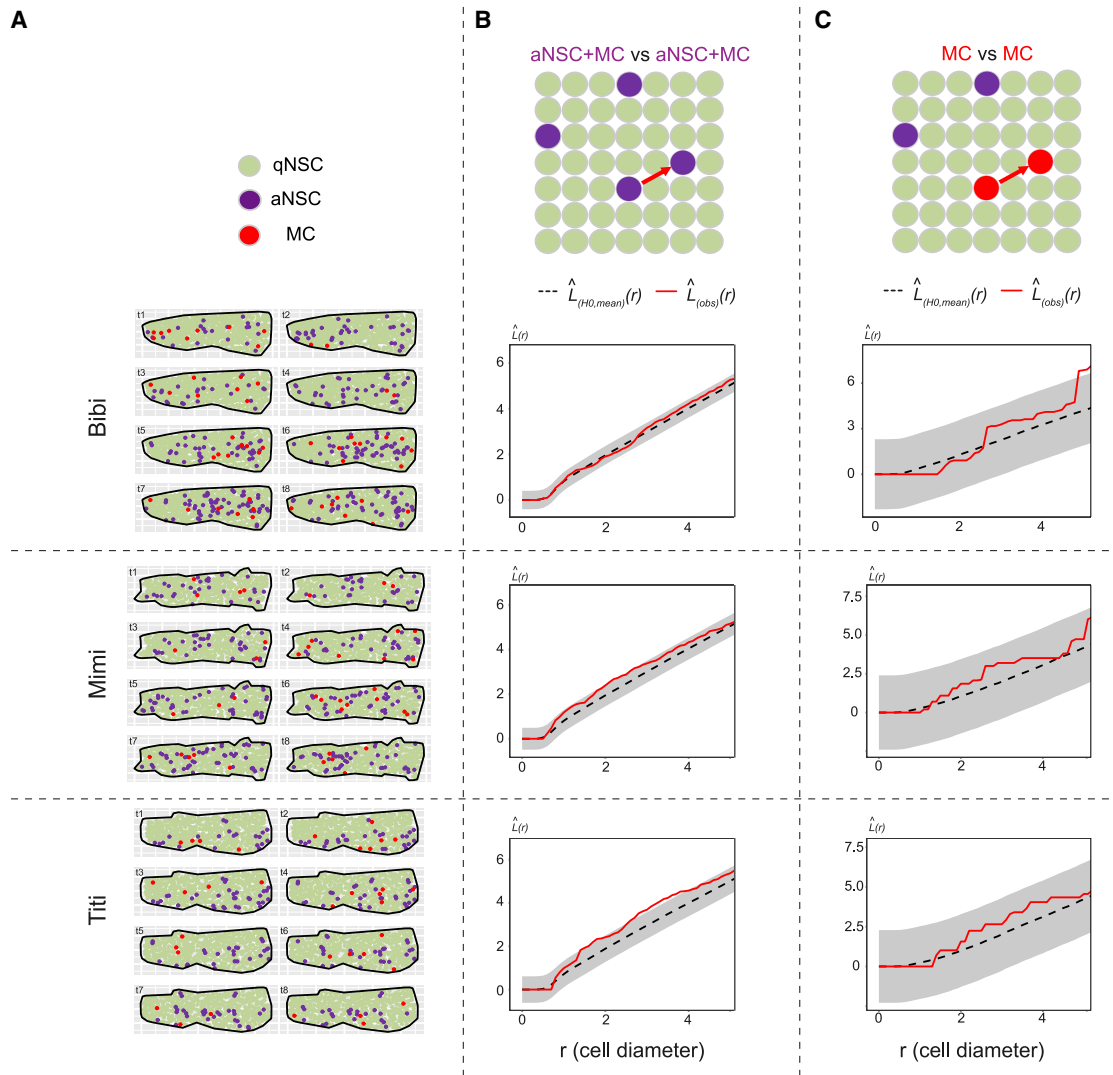 A
B
C
aNSC+MC vs aNSC+MC
MC vs MC
qNSC
aNSC
MC
L̂(H0,mean)(r) L̂(obs)(r)
L̂(H0,mean)(r) L̂(obs)(r)
Bibi
t1 t2
t3 t4
t5 t6
t7 t8
L̂(r)
6
4
2
0
0 2 4
L̂(r)
6
3
0
0 2 4
Mimi
t1 t2
t3 t4
t5 t6
t7 t8
L̂(r)
6
4
2
0
0 2 4
L̂(r)
7,5
5.0
2.5
0
0 2 4
Titi
t1 t2
t3 t4
t5 t6
t7 t8
L̂(r)
6
4
2
0
0 2 4
r (cell diameter)
L̂(r)
7.5
5.0
2.5
0
0 2 4
r (cell diameter)